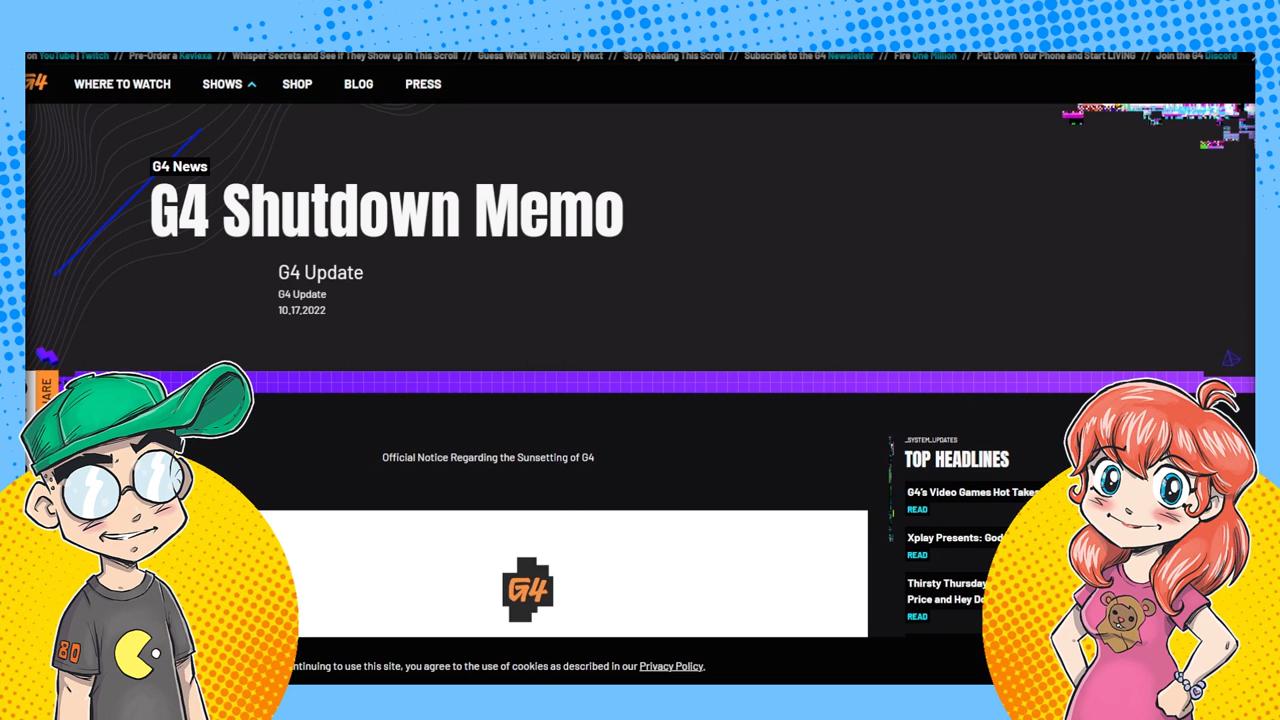 on YouTube | Twitch // Pre-Order a Kevlexa // Whisper Secrets and See if They Show up In This Scroll // Guess What Will Scroll by Next // Stop Reading This Scroll // Subscribe to the G4 Newsletter // Fire One Million // Put Down Your Phone and Start LIVING // Join the G4 Discord
G4 WHERE TO WATCH SHOWS SHOP BLOG PRESS
G4 News
G4 Shutdown Memo
G4 Update
G4 Update
10.17.2022
Official Notice Regarding the Sunsetting of G4
_SYSTEM_UPDATES
TOP HEADLINES
G4's Video Games Hot Takes
READ
Xplay Presents: God
READ
Thirsty Thursday
Price and Hey Do
READ
G4
ntinuing to use this site, you agree to the use of cookies as described in our Privacy Policy.
80